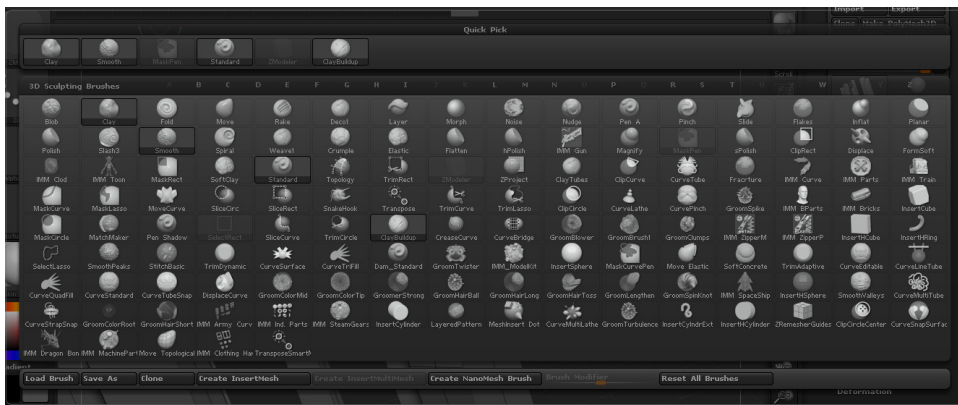 Import Export
Quick Pick
Clay Smooth MaskPen Standard ZModeler ClayBuildup
Scroll
3D Sculpting Brushes A B C D E F G H I L M N O P R S T W Z
Blob Clay Fold Move Rake Deco1 Layer Morph Noise Nudge Pen A Pinch Slide Flakes Inflat Planar
Polish Slash3 Smooth Spiral Weave1 Crumple Elastic Flatten hPolish IMM Gun Magnify MaskPen sPolish ClipRect Displace FormSoft
IMM Clod IMM Toon MaskRect SoftClay Standard Topology TrimRect ZModeler ZProject ClayTubes ClipCurve CurveTube Fracture IMM Curve IMM Parts IMM Train
MaskCurve MaskLasso MoveCurve SliceCirc SliceRect SnakeHook Transpose TrimCurve TrimLasso ClipCircle CurveLathe CurvePinch GroomSpike IMM BParts IMM Bricks InsertCube
MaskCircle MatchMaker Pen Shadow SelectRect SliceCurve TrimCircle ClayBuildup CreaseCurve CurveBridge GroomBlower GroomBrush1 GroomClumps IMM ZipperM IMM ZipperP InsertHCube InsertHRing
SelectLasso SmoothPeaks StitchBasic TrimDynamic CurveSurface CurveTriFill Dam_Standard GroomTwister IMM_ModelKit InsertSphere MaskCurvePen Move Elastic SoftConcrete TrimAdaptive CurveEditable CurveLineTube
CurveQuadFill CurveStandard CurveTubeSnap DisplaceCurve GroomColorMid GroomColorTip GroomerStrong GroomHairBall GroomHairLong GroomHairToss GroomLengthen GroomSpinKnot IMM SpaceShip InsertHSphere SmoothValleys CurveMultiTube
CurveStrapSnap GroomColorRoot GroomHairShort IMM Army Curv IMM Ind. Parts IMM SteamGears InsertCylinder LayeredPattern MeshInsert Dot CurveMultiLathe GroomTurbulence InsertCylndrExt InsertHCylinder ZRemesherGuides ClipCircleCenter CurveSnapSurfac
IMM Dragon Bon IMM MachinePart Move Topological IMM Clothing Har TransposeSmartM
Load Brush Save As Clone Create InsertMesh Create InsertMultiMesh Create NanoMesh Brush Brush Modifier Reset All Brushes
Deformation